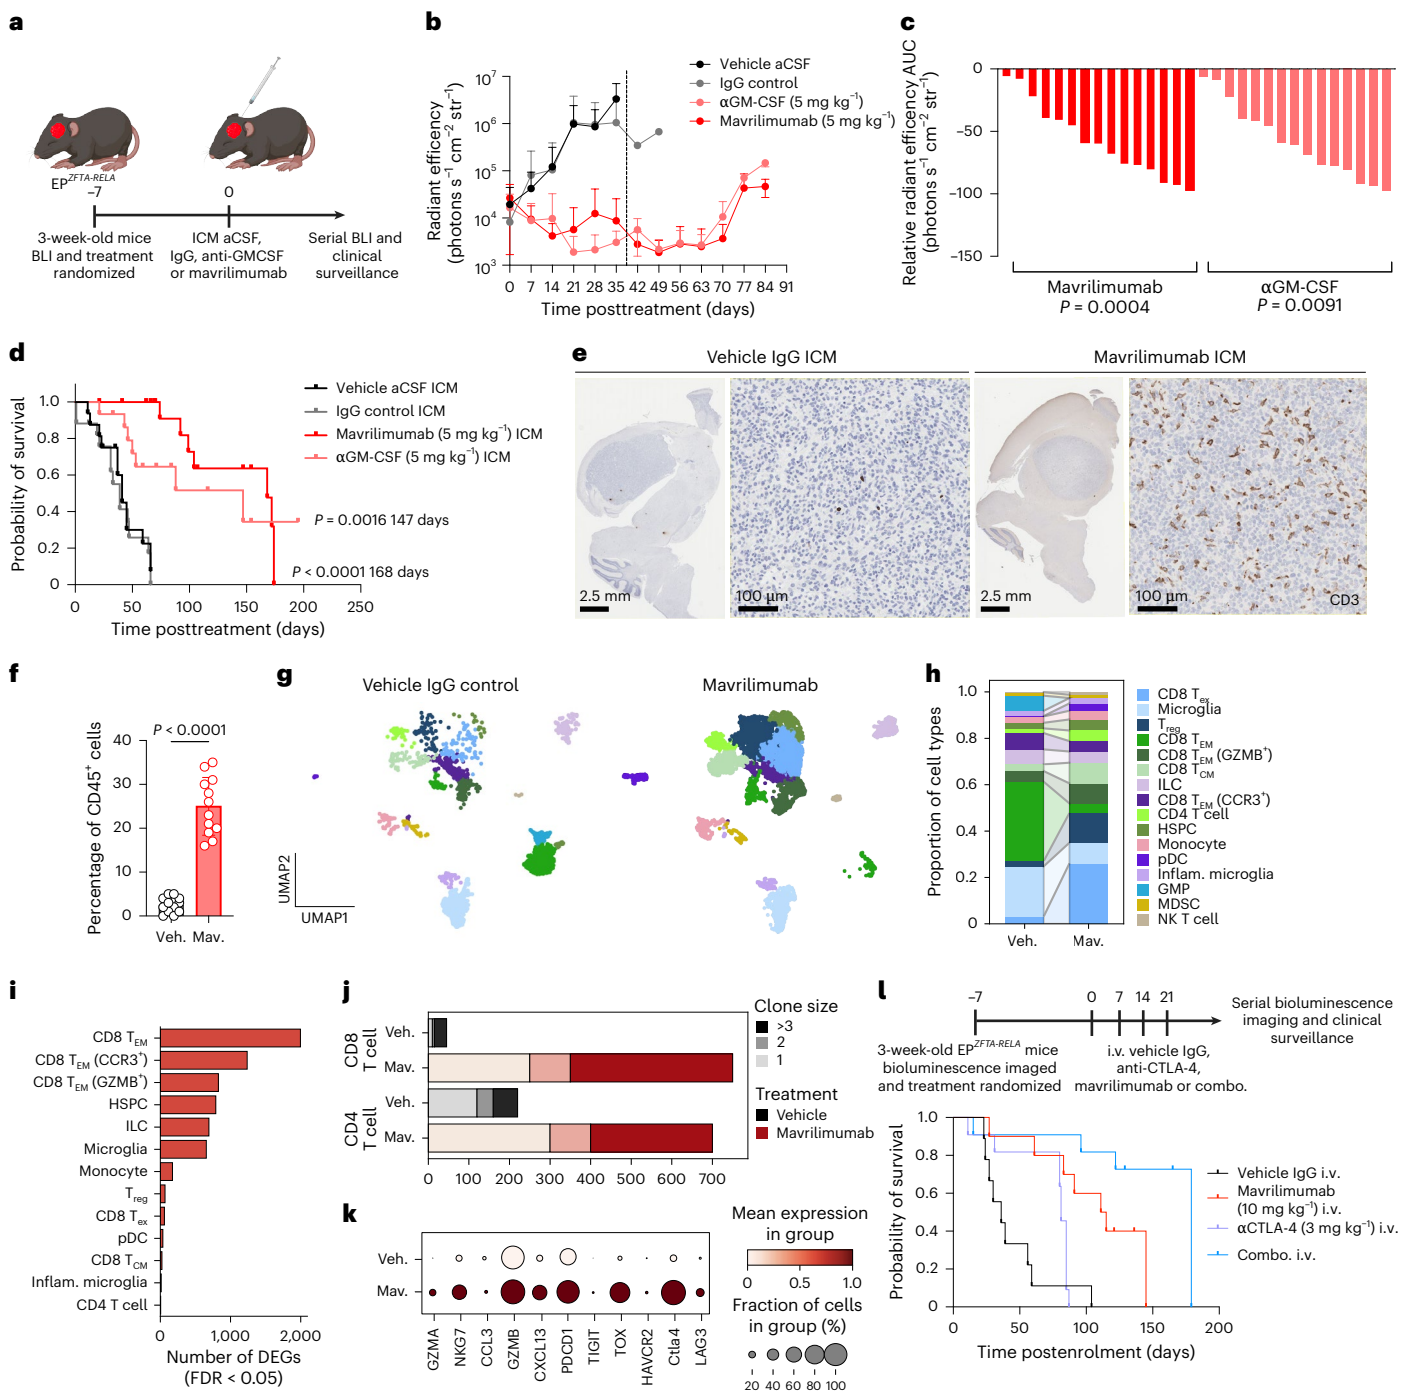 a
EP^ZFTA-RELA
−7
0
3-week-old mice
BLI and treatment
randomized
ICM aCSF,
IgG, anti-GMCSF
or mavrilimumab
Serial BLI and
clinical
surveillance
b
Radiant efficency
(photons s⁻¹ cm⁻² str⁻¹)
10⁷
10⁶
10⁵
10⁴
10³
0 7 14 21 28 35 42 49 56 63 70 77 84 91
Time posttreatment (days)
Vehicle aCSF
IgG control
αGM-CSF (5 mg kg⁻¹)
Mavrilimumab (5 mg kg⁻¹)
c
Relative radiant efficency AUC
(photons s⁻¹ cm⁻² str⁻¹)
0
−50
−100
−150
Mavrilimumab
P = 0.0004
αGM-CSF
P = 0.0091
d
Probability of survival
1.0
0.8
0.6
0.4
0.2
0
0 50 100 150 200 250
Time posttreatment (days)
Vehicle aCSF ICM
IgG control ICM
Mavrilimumab (5 mg kg⁻¹) ICM
αGM-CSF (5 mg kg⁻¹) ICM
P = 0.0016 147 days
P < 0.0001 168 days
e
Vehicle IgG ICM
Mavrilimumab ICM
2.5 mm
100 µm
2.5 mm
100 µm
CD3
f
Percentage of CD45⁺ cells
P < 0.0001
40
30
20
10
0
Veh. Mav.
g
Vehicle IgG control
Mavrilimumab
UMAP2
UMAP1
h
Proportion of cell types
1.0
0.8
0.6
0.4
0.2
0
Veh. Mav.
CD8 T_ex
Microglia
T_reg
CD8 T_EM
CD8 T_EM (GZMB⁺)
CD8 T_CM
ILC
CD8 T_EM (CCR3⁺)
CD4 T cell
HSPC
Monocyte
pDC
Inflam. microglia
GMP
MDSC
NK T cell
i
CD8 T_EM
CD8 T_EM (CCR3⁺)
CD8 T_EM (GZMB⁺)
HSPC
ILC
Microglia
Monocyte
T_reg
CD8 T_ex
pDC
CD8 T_CM
Inflam. microglia
CD4 T cell
0 1,000 2,000
Number of DEGs
(FDR < 0.05)
j
CD8
T cell
CD4
T cell
Veh.
Mav.
Veh.
Mav.
0 100 200 300 400 500 600 700
Clone size
>3
2
1
Treatment
Vehicle
Mavrilimumab
k
Veh.
Mav.
GZMA
NKG7
CCL3
GZMB
CXCL13
PDCD1
TIGIT
TOX
HAVCR2
Ctla4
LAG3
Mean expression
in group
0 0.5 1.0
Fraction of cells
in group (%)
20 40 60 80 100
l
−7
0 7 14 21
3-week-old EP^ZFTA-RELA mice
bioluminescence imaged
and treatment randomized
i.v. vehicle IgG,
anti-CTLA-4,
mavrilimumab or combo.
Serial bioluminescence
imaging and clinical
surveillance
Probability of survival
1.0
0.8
0.6
0.4
0.2
0
0 50 100 150 200
Time postenrolment (days)
Vehicle IgG i.v.
Mavrilimumab
(10 mg kg⁻¹) i.v.
αCTLA-4 (3 mg kg⁻¹) i.v.
Combo. i.v.